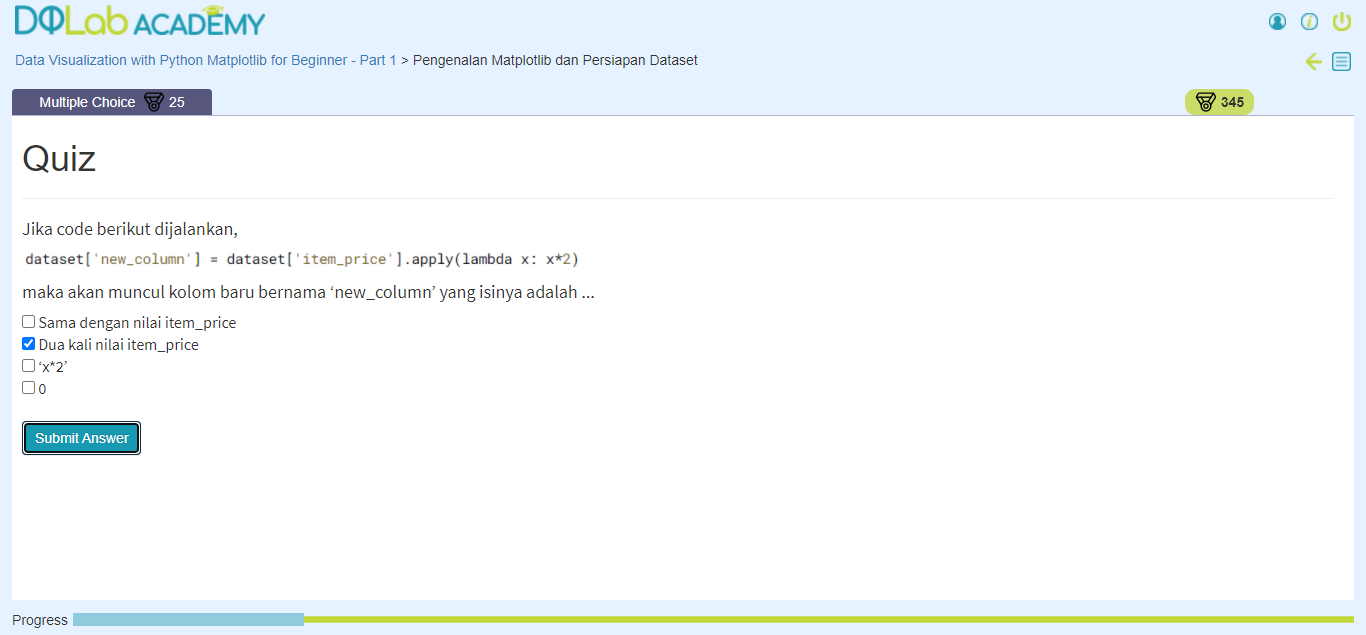 DQLab ACADEMY
Data Visualization with Python Matplotlib for Beginner - Part 1 > Pengenalan Matplotlib dan Persiapan Dataset
Multiple Choice 25
345
Quiz
Jika code berikut dijalankan,
dataset['new_column'] = dataset['item_price'].apply(lambda x: x*2)
maka akan muncul kolom baru bernama ‘new_column’ yang isinya adalah ...
Sama dengan nilai item_price
Dua kali nilai item_price
‘x*2’
0
Submit Answer
Progress